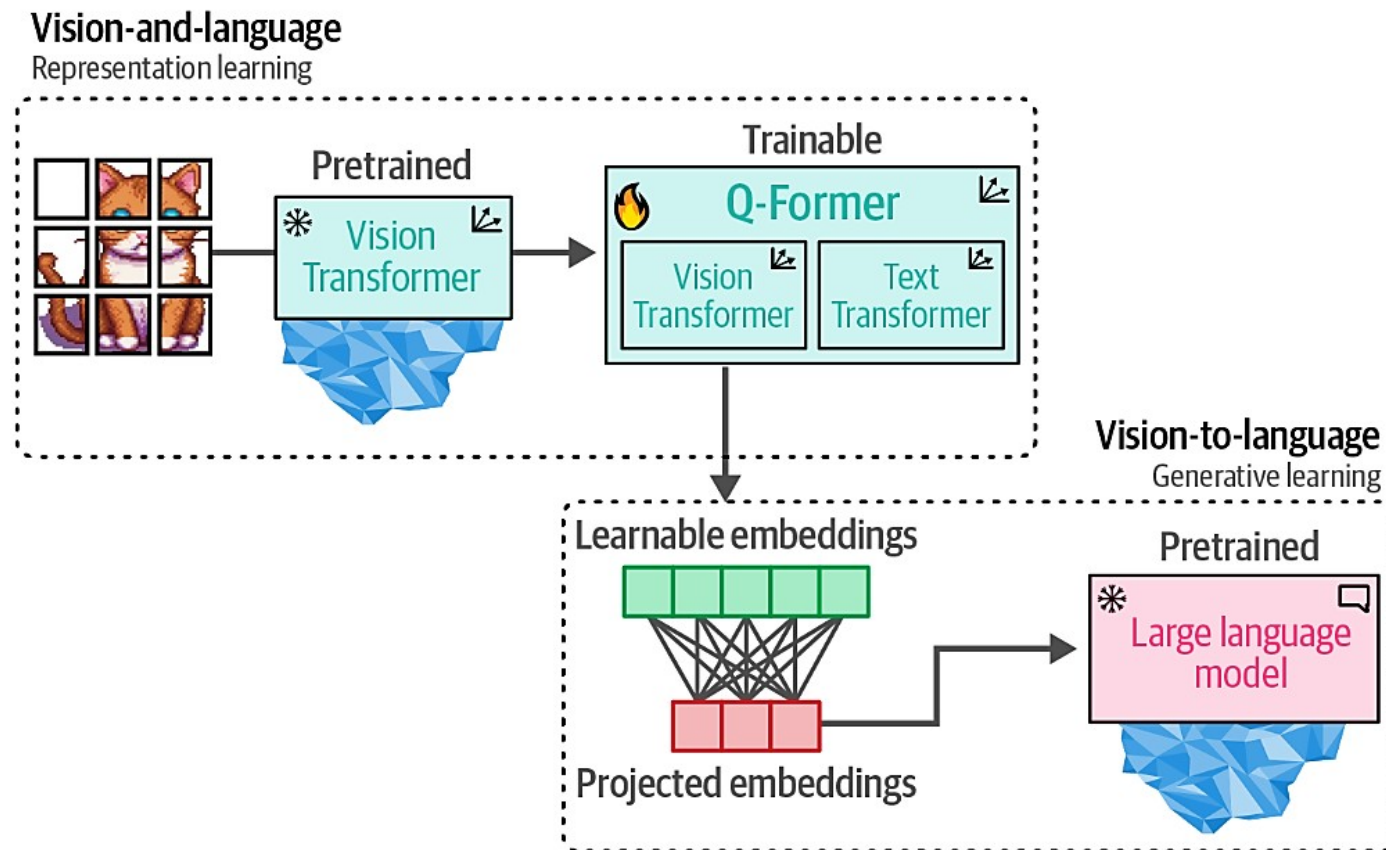 Vision-and-language
Representation learning
Pretrained
Vision
Transformer
Trainable
Q-Former
Vision
Transformer
Text
Transformer
Vision-to-language
Generative learning
Learnable embeddings
Projected embeddings
Pretrained
Large language
model